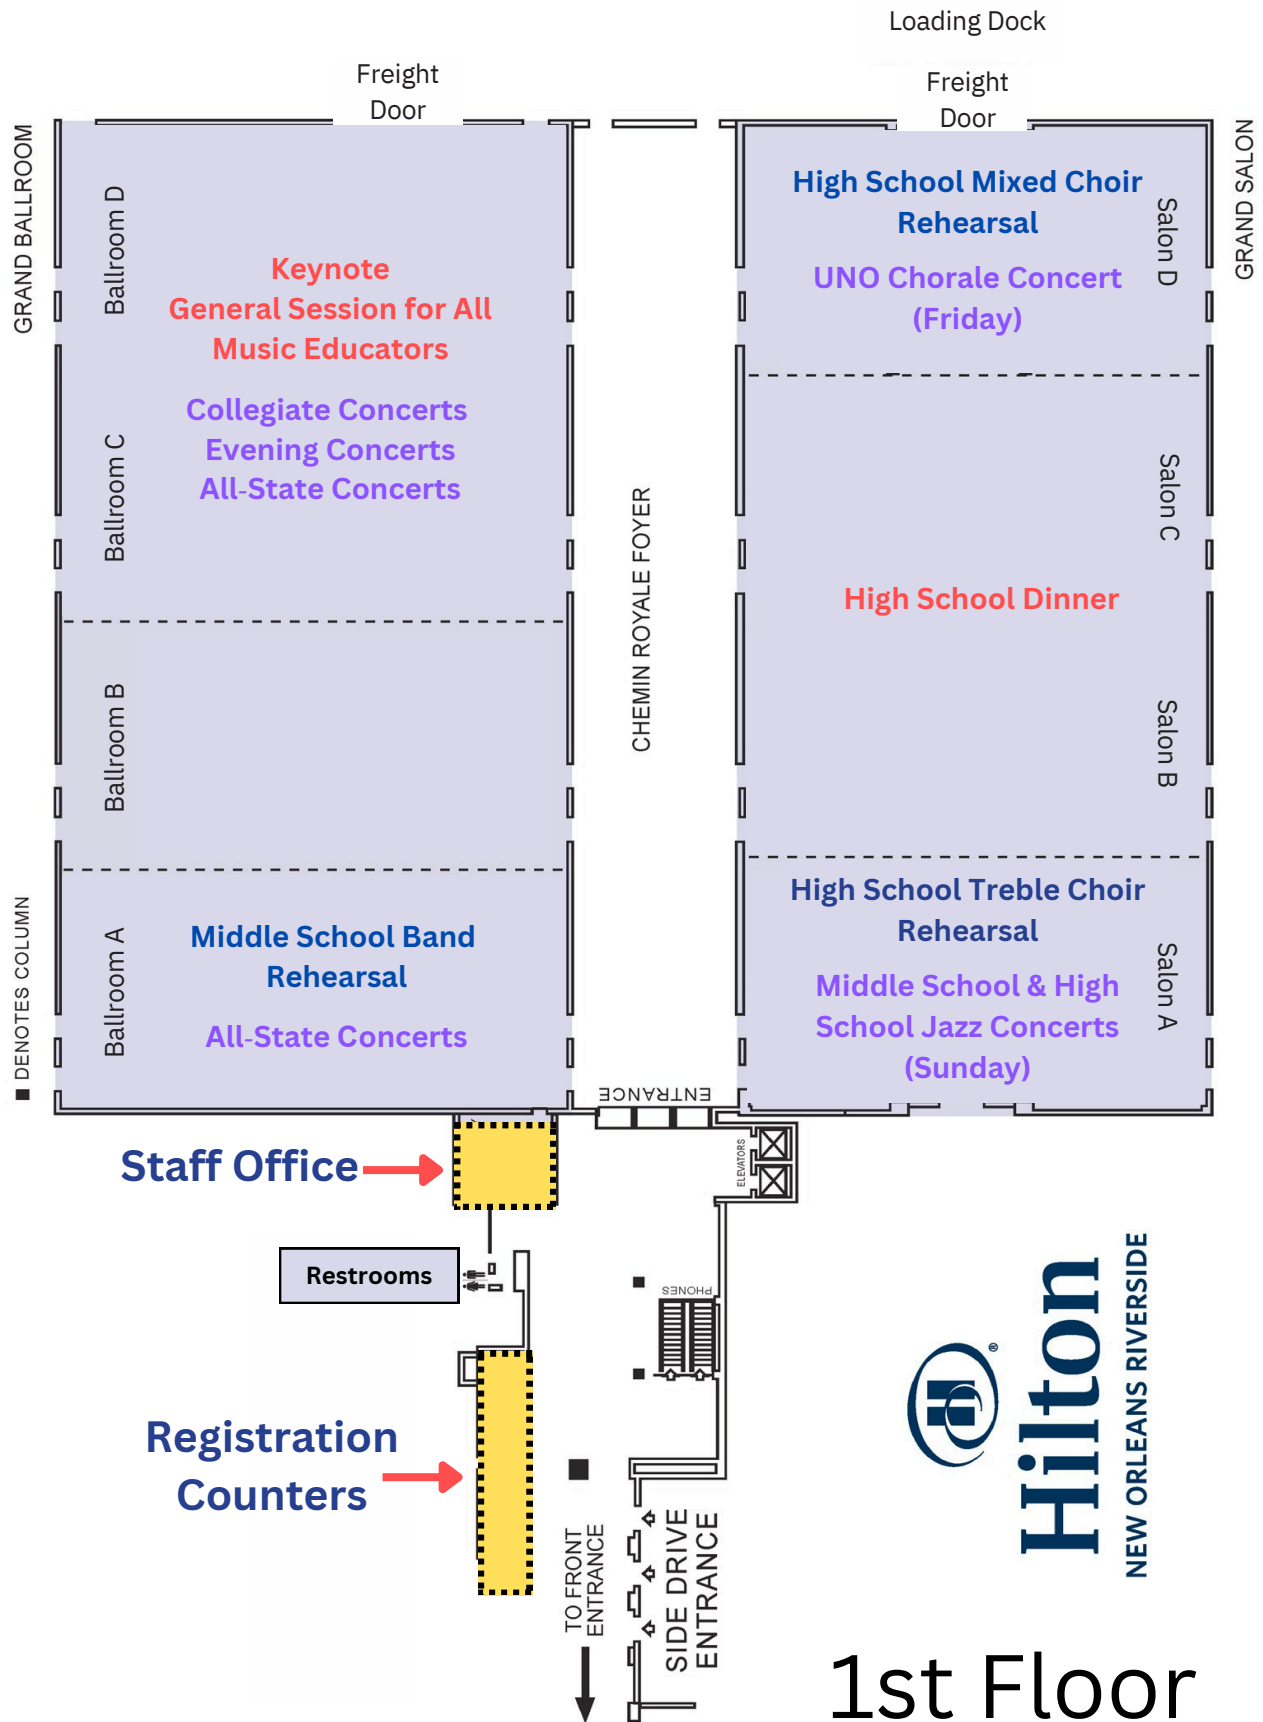 Loading Dock
Freight
Door
Freight
Door
GRAND BALLROOM
Ballroom D
Keynote
General Session for All
Music Educators
Collegiate Concerts
Evening Concerts
All-State Concerts
Ballroom C
Ballroom B
Ballroom A
Middle School Band
Rehearsal
All-State Concerts
■ DENOTES COLUMN
CHEMIN ROYALE FOYER
High School Mixed Choir
Rehearsal
UNO Chorale Concert
(Friday)
Salon D
GRAND SALON
Salon C
High School Dinner
Salon B
High School Treble Choir
Rehearsal
Middle School & High
School Jazz Concerts
(Sunday)
Salon A
ENTRANCE
Staff Office
ELEVATORS
Restrooms
PHONES
Registration
Counters
TO FRONT
ENTRANCE
SIDE DRIVE
ENTRANCE
®
Hilton
NEW ORLEANS RIVERSIDE
1st Floor